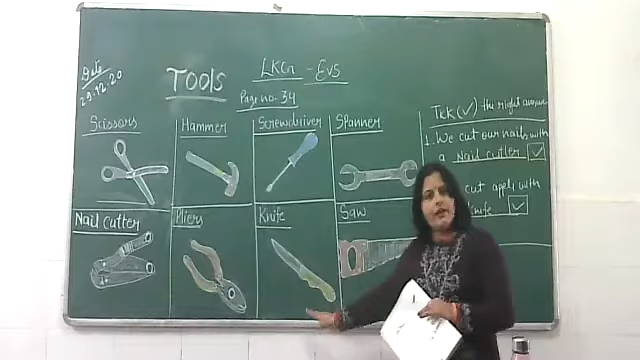 Date
29.12.20
LKG - EVS
Tools
Page no- 34
Scissors
Hammer
Screwdriver
Spanner
Nail cutter
Pliers
Knife
Saw
Tick (✓) the right answer
1. We cut our nails with
a Nail cutter ✓
cut apple with
knife ✓